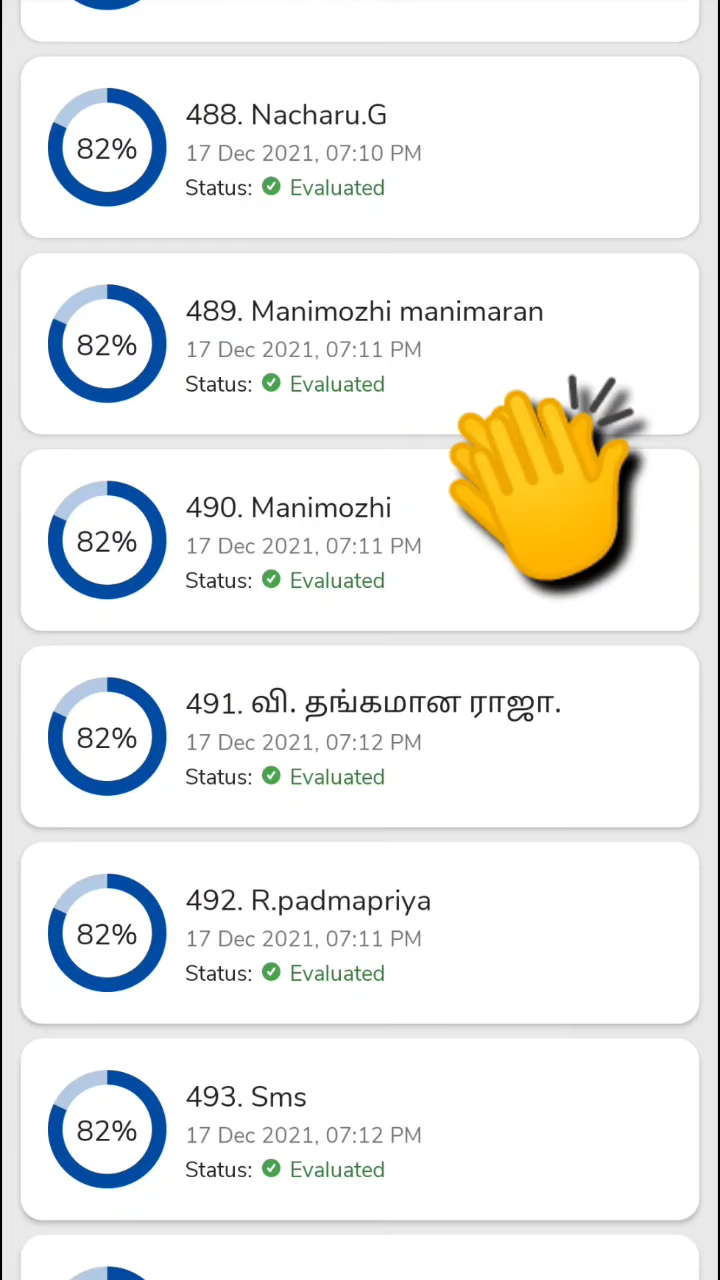 488. Nacharu.G
82%
17 Dec 2021, 07:10 PM
Status: Evaluated
489. Manimozhi manimaran
82%
17 Dec 2021, 07:11 PM
Status: Evaluated
490. Manimozhi
82%
17 Dec 2021, 07:11 PM
Status: Evaluated
491. வி. தங்கமான ராஜா.
82%
17 Dec 2021, 07:12 PM
Status: Evaluated
492. R.padmapriya
82%
17 Dec 2021, 07:11 PM
Status: Evaluated
493. Sms
82%
17 Dec 2021, 07:12 PM
Status: Evaluated